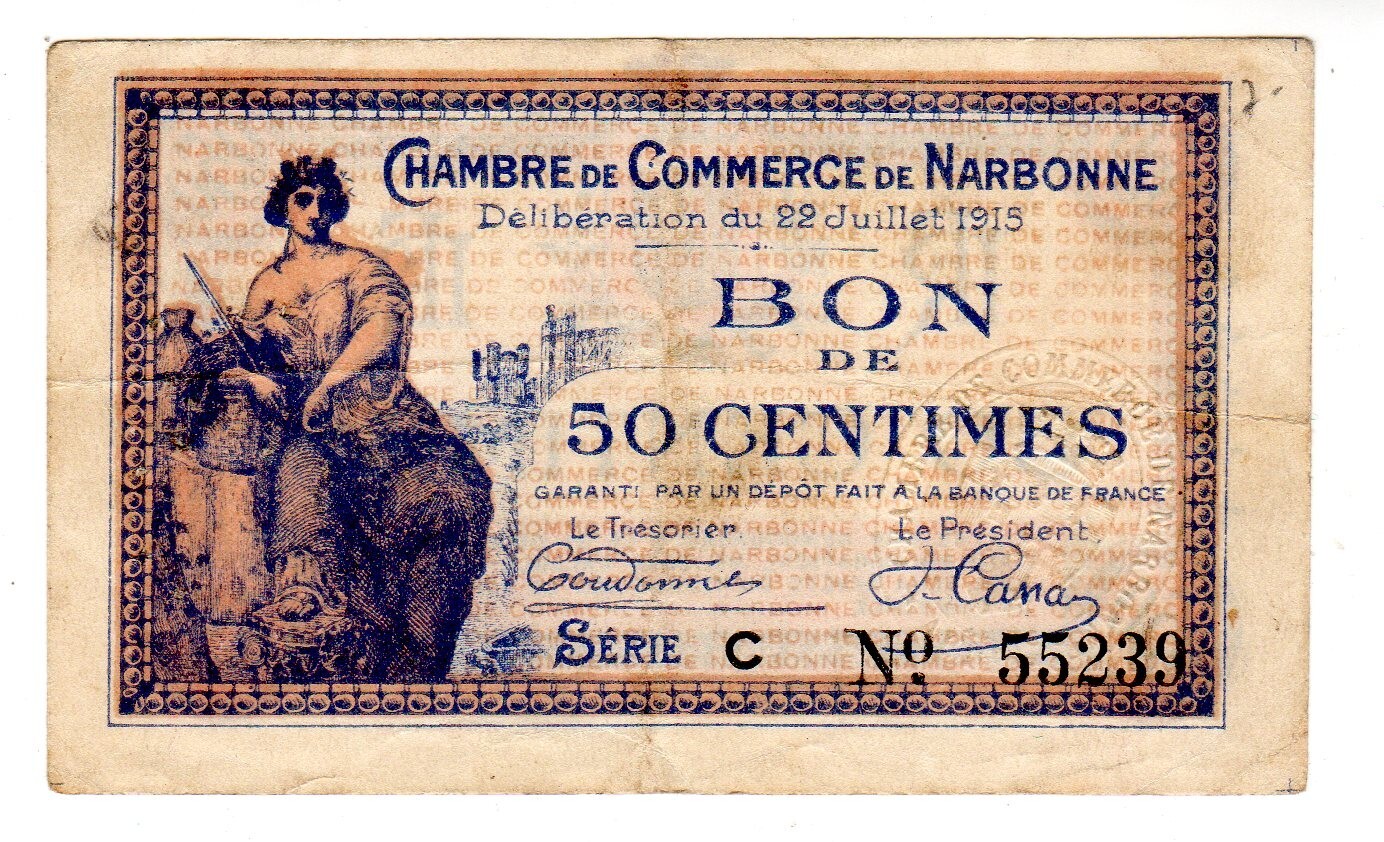 CHAMBRE DE COMMERCE DE NARBONNE
Délibération du 22 Juillet 1915
BON
DE
50 CENTIMES
GARANTI PAR UN DÉPÔT FAIT A LA BANQUE DE FRANCE
Le Trésorier. Le Président,
SÉRIE C Nº 55239